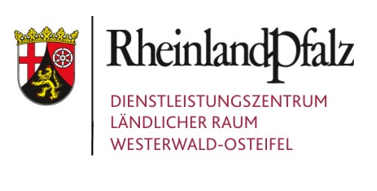 RheinlandPfalz
DIENSTLEISTUNGSZENTRUM
LÄNDLICHER RAUM
WESTERWALD-OSTEIFEL